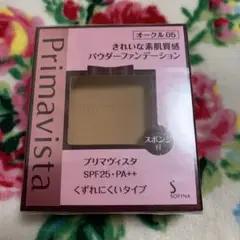 Primavista
オークル05
きれいな素肌質感
パウダーファンデーション
スポンジ
付
プリマヴィスタ
SPF25・PA++
くずれにくいタイプ
S
SOFINA